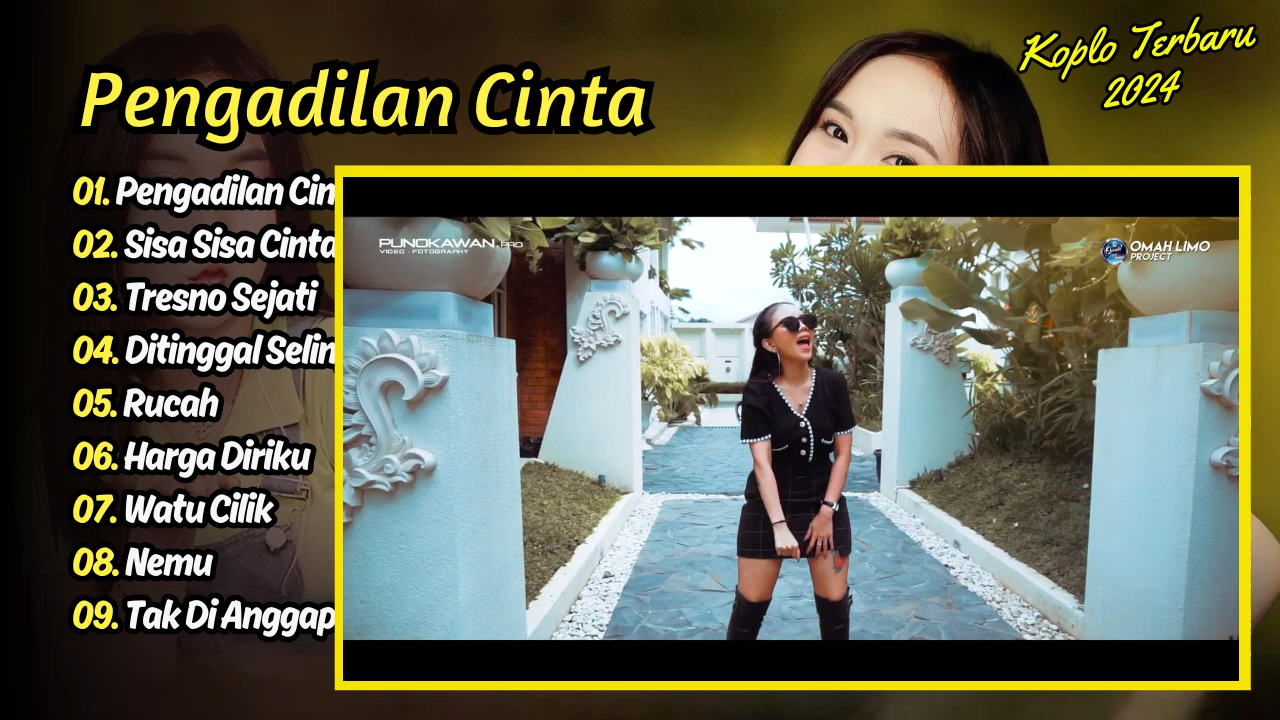 Koplo Terbaru
2024
Pengadilan Cinta
01. Pengadilan Cin
02. Sisa Sisa Cinta
03. Tresno Sejati
04. Ditinggal Selin
05. Rucah
06. Harga Diriku
07. Watu Cilik
08. Nemu
09. Tak Di Anggap
PUNOKAWAN.PRO
VIDEO - FOTOGRAPHY
OMAH LIMO
PROJECT